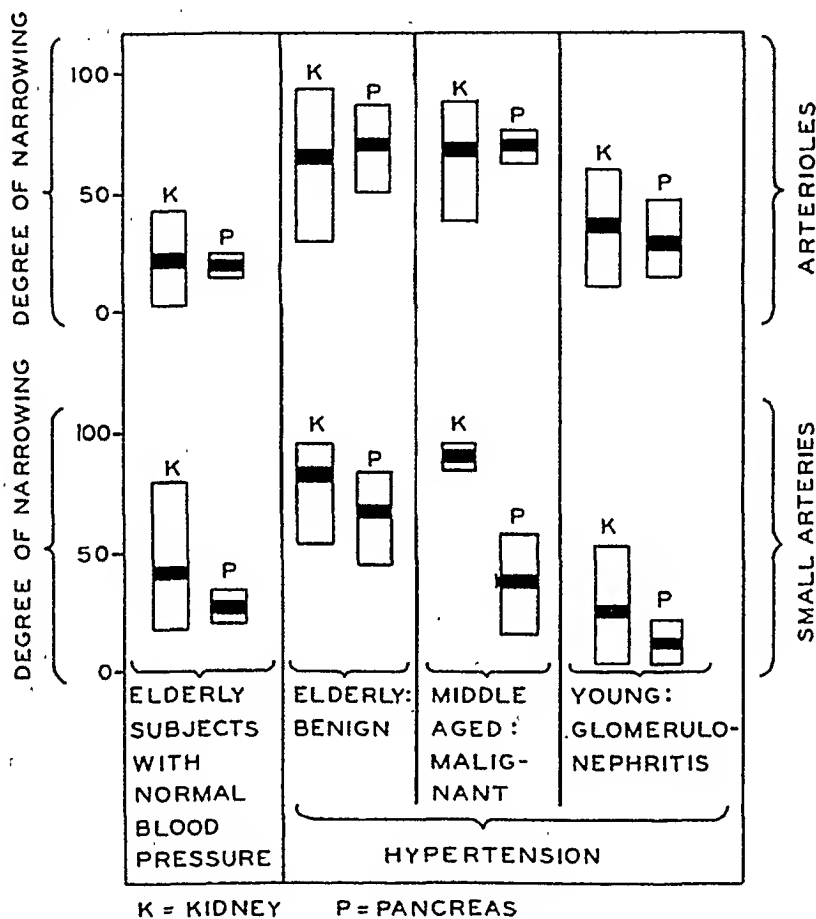 DEGREE OF NARROWING
100
50
0
K
P
K
P
K
P
K
P
ARTERIOLES
DEGREE OF NARROWING
100
50
0
K
P
K
P
K
P
K
P
SMALL ARTERIES
ELDERLY
SUBJECTS
WITH
NORMAL
BLOOD
PRESSURE
ELDERLY:
BENIGN
MIDDLE
AGED:
MALIG-
NANT
YOUNG:
GLOMERULO-
NEPHRITIS
HYPERTENSION
K = KIDNEY P = PANCREAS